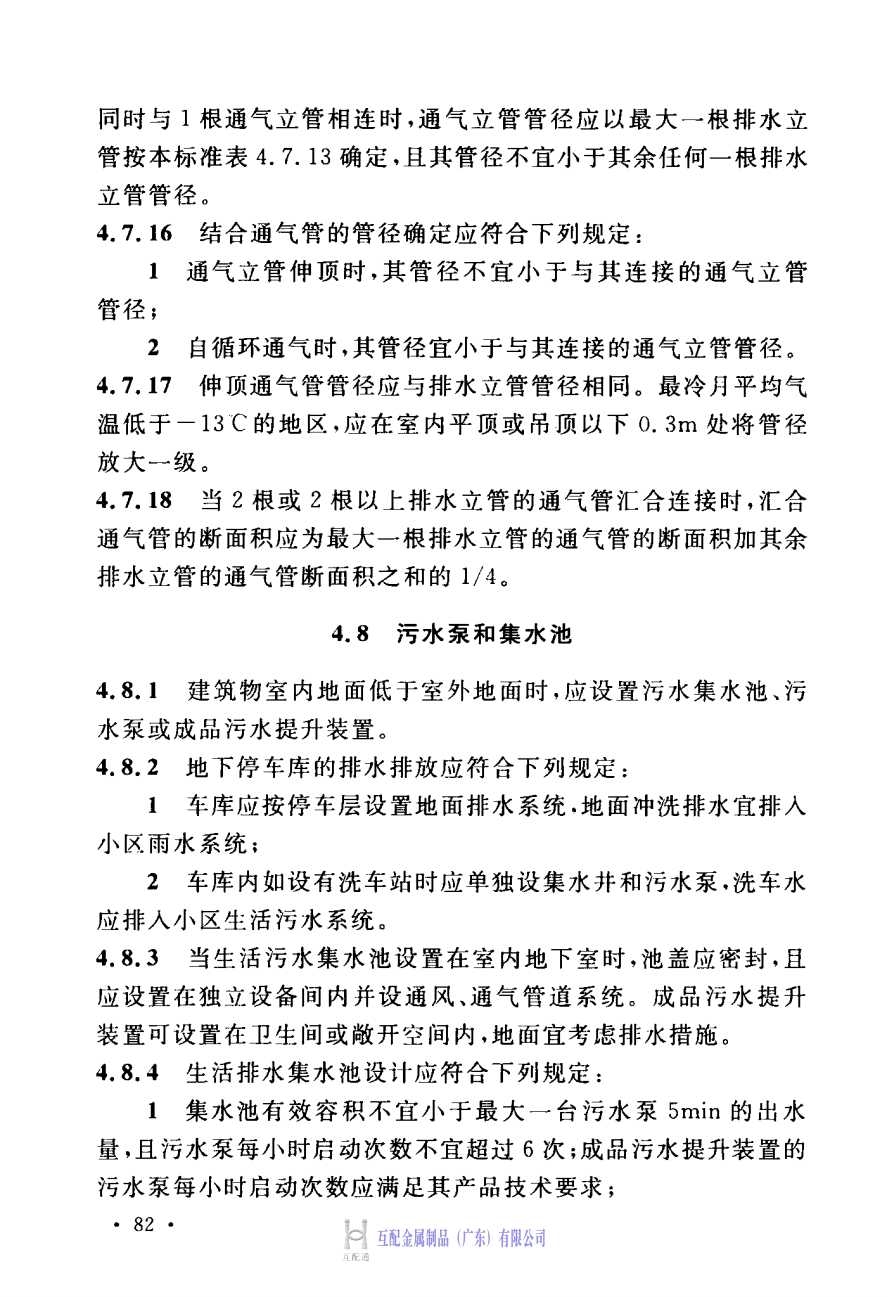 同时与 1 根通气立管相连时,通气立管管径应以最大一根排水立
管按本标准表 4.7.13 确定,且其管径不宜小于其余任何一根排水
立管管径。
4.7.16 结合通气管的管径确定应符合下列规定:
1 通气立管伸顶时,其管径不宜小于与其连接的通气立管
管径;
2 自循环通气时,其管径宜小于与其连接的通气立管管径。
4.7.17 伸顶通气管管径应与排水立管管径相同。最冷月平均气
温低于-13℃的地区,应在室内平顶或吊顶以下 0.3m 处将管径
放大一级。
4.7.18 当 2 根或 2 根以上排水立管的通气管汇合连接时,汇合
通气管的断面积应为最大一根排水立管的通气管的断面积加其余
排水立管的通气管断面积之和的 1/4。
4.8 污水泵和集水池
4.8.1 建筑物室内地面低于室外地面时,应设置污水集水池、污
水泵或成品污水提升装置。
4.8.2 地下停车库的排水排放应符合下列规定:
1 车库应按停车层设置地面排水系统,地面冲洗排水宜排入
小区雨水系统;
2 车库内如设有洗车站时应单独设集水井和污水泵,洗车水
应排入小区生活污水系统。
4.8.3 当生活污水集水池设置在室内地下室时,池盖应密封,且
应设置在独立设备间内并设通风、通气管道系统。成品污水提升
装置可设置在卫生间或敞开空间内,地面宜考虑排水措施。
4.8.4 生活排水集水池设计应符合下列规定:
1 集水池有效容积不宜小于最大一台污水泵 5min 的出水
量,且污水泵每小时启动次数不宜超过 6 次;成品污水提升装置的
污水泵每小时启动次数应满足其产品技术要求;
· 82 ·
互配通
互配金属制品(广东)有限公司